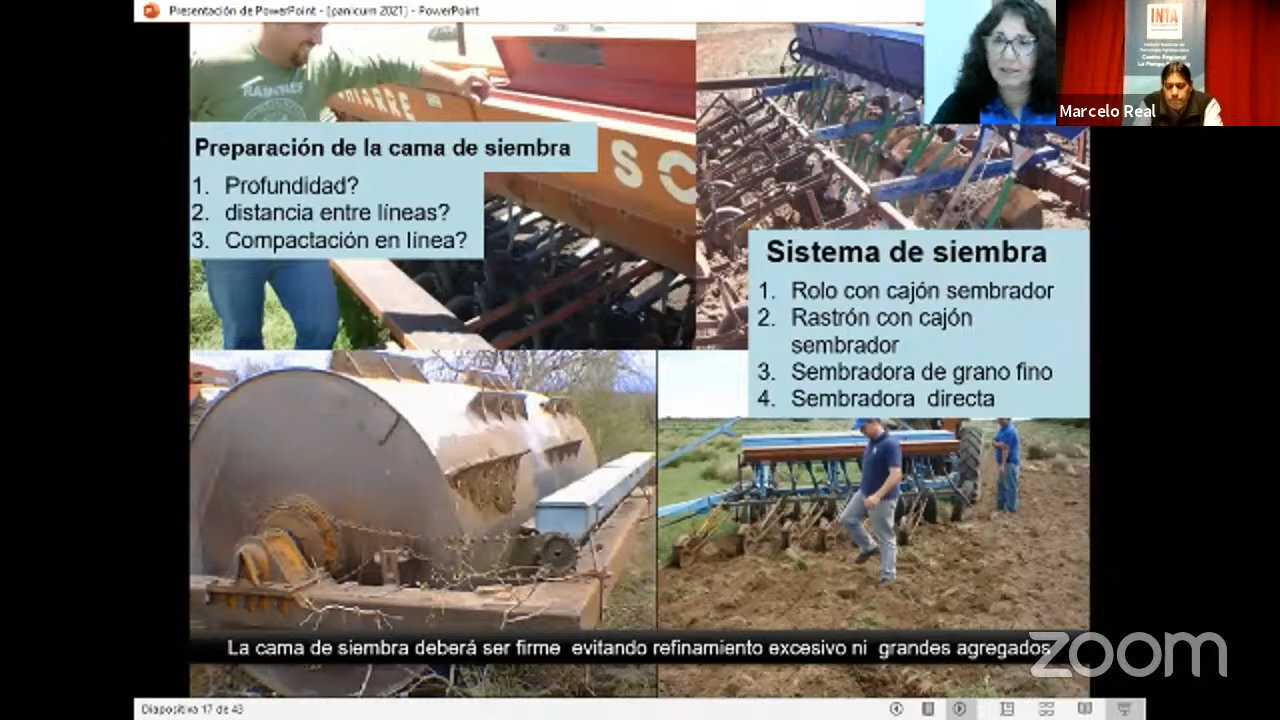 Presentación de PowerPoint - [panicum 2021] - PowerPoint
INTA
Marcelo Real
Preparación de la cama de siembra
1. Profundidad?
2. distancia entre líneas?
3. Compactación en línea?
Sistema de siembra
1. Rolo con cajón sembrador
2. Rastrón con cajón
sembrador
3. Sembradora de grano fino
4. Sembradora directa
La cama de siembra deberá ser firme evitando refinamiento excesivo ni grandes agregados
zoom
Diapositiva 17 de 43